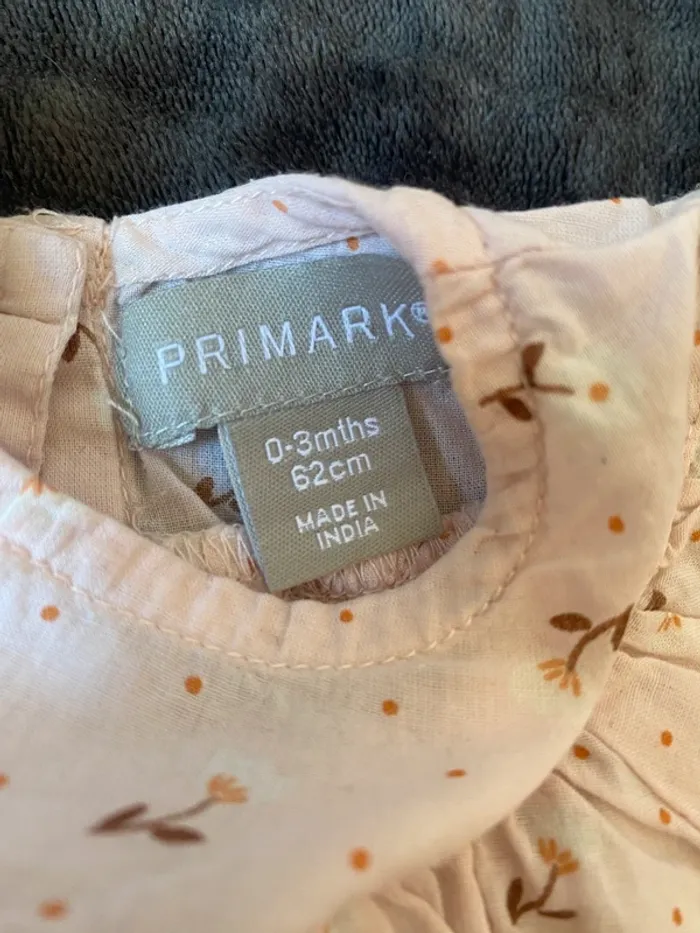 PRIMARK®
0-3mths
62cm
MADE IN
INDIA